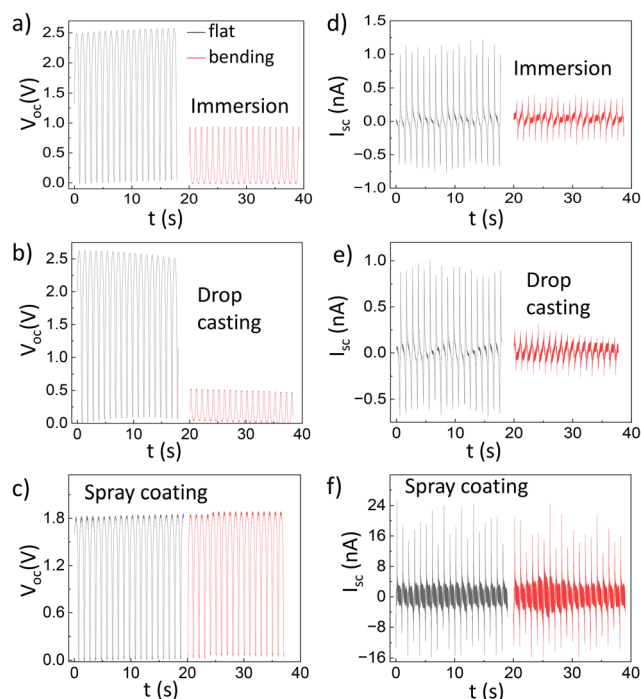 a)
flat
bending
Immersion
Voc(V)
2.5
2.0
1.5
1.0
0.5
0.0
0 10 20 30 40
t (s)
d)
Immersion
Isc (nA)
1.5
1.0
0.5
0.0
−0.5
−1.0
0 10 20 30 40
t (s)
b)
Drop
casting
Voc(V)
2.5
2.0
1.5
1.0
0.5
0.0
0 10 20 30 40
t (s)
e)
Drop
casting
Isc (nA)
1.0
0.5
0.0
−0.5
0 10 20 30 40
t (s)
c)
Spray coating
Voc(V)
1.8
1.2
0.6
0.0
0 10 20 30 40
t (s)
f)
Spray coating
Isc (nA)
24
16
8
0
−8
−16
0 10 20 30 40
t (s)